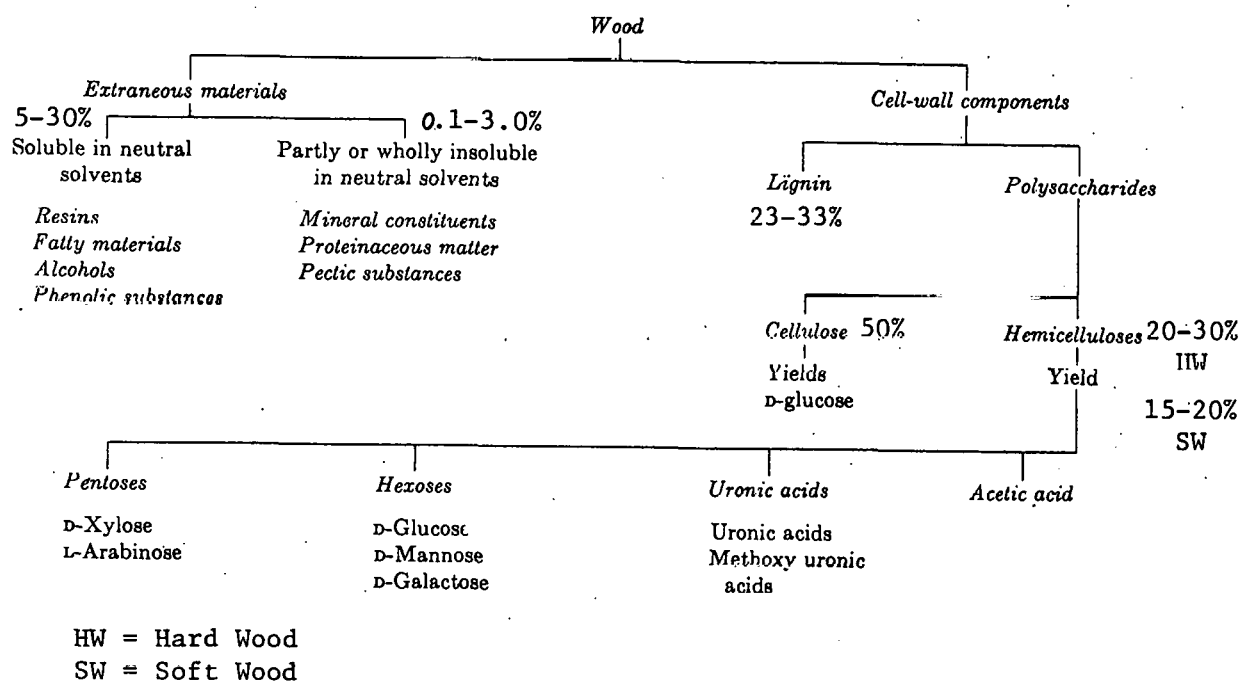 Wood
Extraneous materials
Cell-wall components
5-30%
0.1-3.0%
Soluble in neutral
solvents
Partly or wholly insoluble
in neutral solvents
Lignin
23-33%
Polysaccharides
Resins
Fatty materials
Alcohols
Phenolic substances
Mineral constituents
Proteinaceous matter
Pectic substances
Cellulose 50%
Yields
D-glucose
Hemicelluloses 20-30%
HW
Yield
15-20%
SW
Pentoses
D-Xylose
L-Arabinose
Hexoses
D-Glucose
D-Mannose
D-Galactose
Uronic acids
Uronic acids
Methoxy uronic
acids
Acetic acid
HW = Hard Wood
SW = Soft Wood